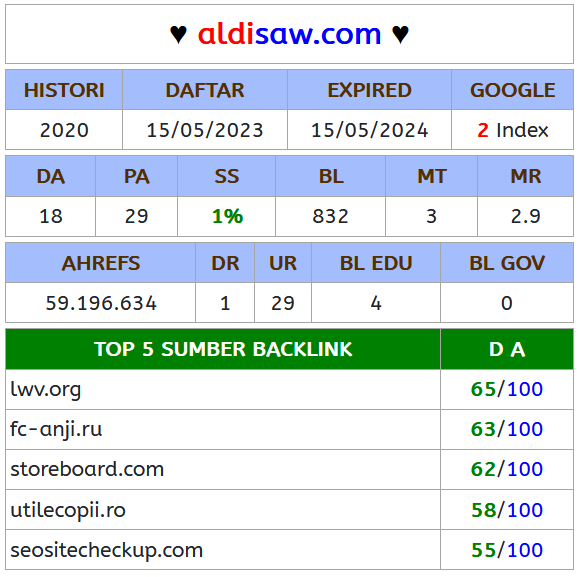 ♥ aldisaw.com ♥
HISTORI DAFTAR EXPIRED GOOGLE
2020 15/05/2023 15/05/2024 2 Index
DA PA SS BL MT MR
18 29 1% 832 3 2.9
AHREFS DR UR BL EDU BL GOV
59.196.634 1 29 4 0
TOP 5 SUMBER BACKLINK D A
lwv.org 65/100
fc-anji.ru 63/100
storeboard.com 62/100
utilecopii.ro 58/100
seositecheckup.com 55/100